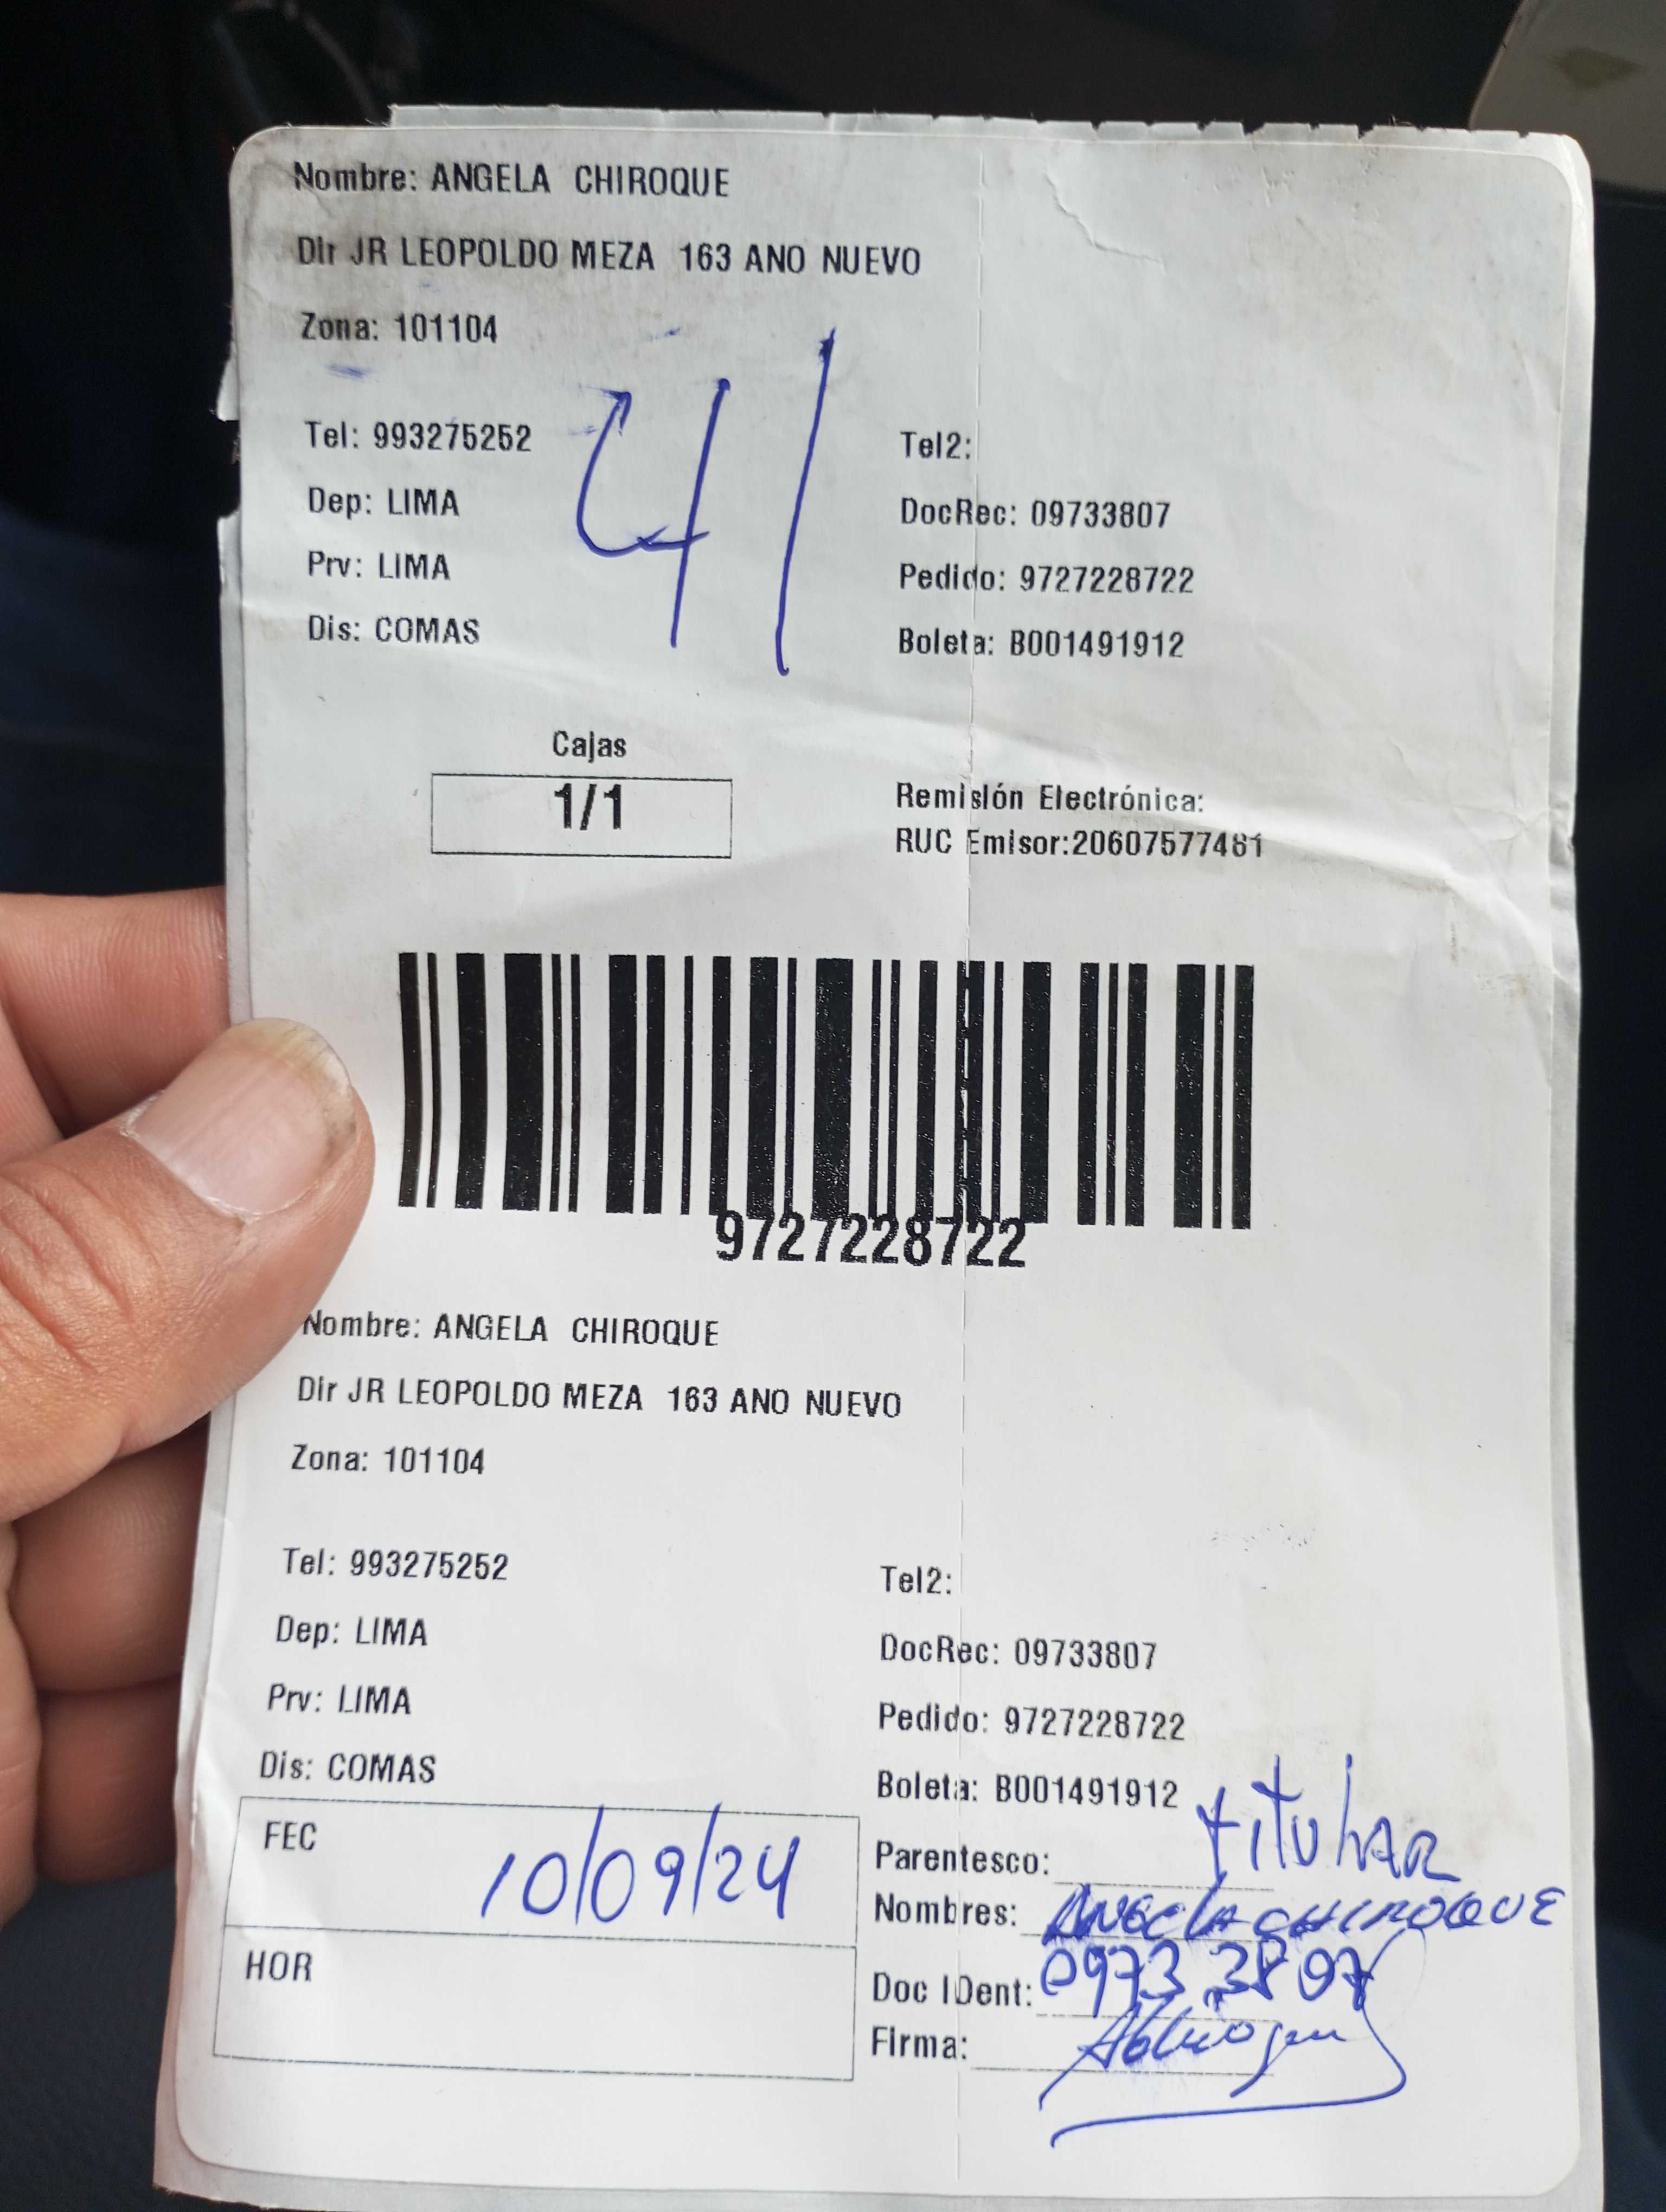 Nombre: ANGELA CHIROQUE
Dir JR LEOPOLDO MEZA 163 ANO NUEVO
Zona: 101104
41
Tel: 993275252
Tel2:
Dep: LIMA
DocRec: 09733807
Prv: LIMA
Pedido: 9727228722
Dis: COMAS
Boleta: B001491912
Cajas
1/1
Remisión Electrónica:
RUC Emisor:20607577481
9727228722
Nombre: ANGELA CHIROQUE
Dir JR LEOPOLDO MEZA 163 ANO NUEVO
Zona: 101104
Tel: 993275252
Tel2:
Dep: LIMA
DocRec: 09733807
Prv: LIMA
Pedido: 9727228722
Dis: COMAS
Boleta: B001491912
FEC 10/09/24
Parentesco: titular
Nombres: ANGELA CHIROQUE
HOR
Doc IDent: 09733807
Firma: